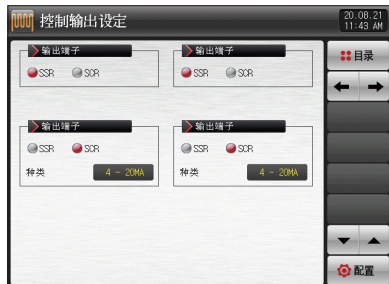 控制输出设定
20.08.21
11:43 AM
输出端子
SSR SCR
输出端子
SSR SCR
输出端子
SSR SCR
种类 4 ~ 20MA
输出端子
SSR SCR
种类 4 ~ 20MA
目录
配置